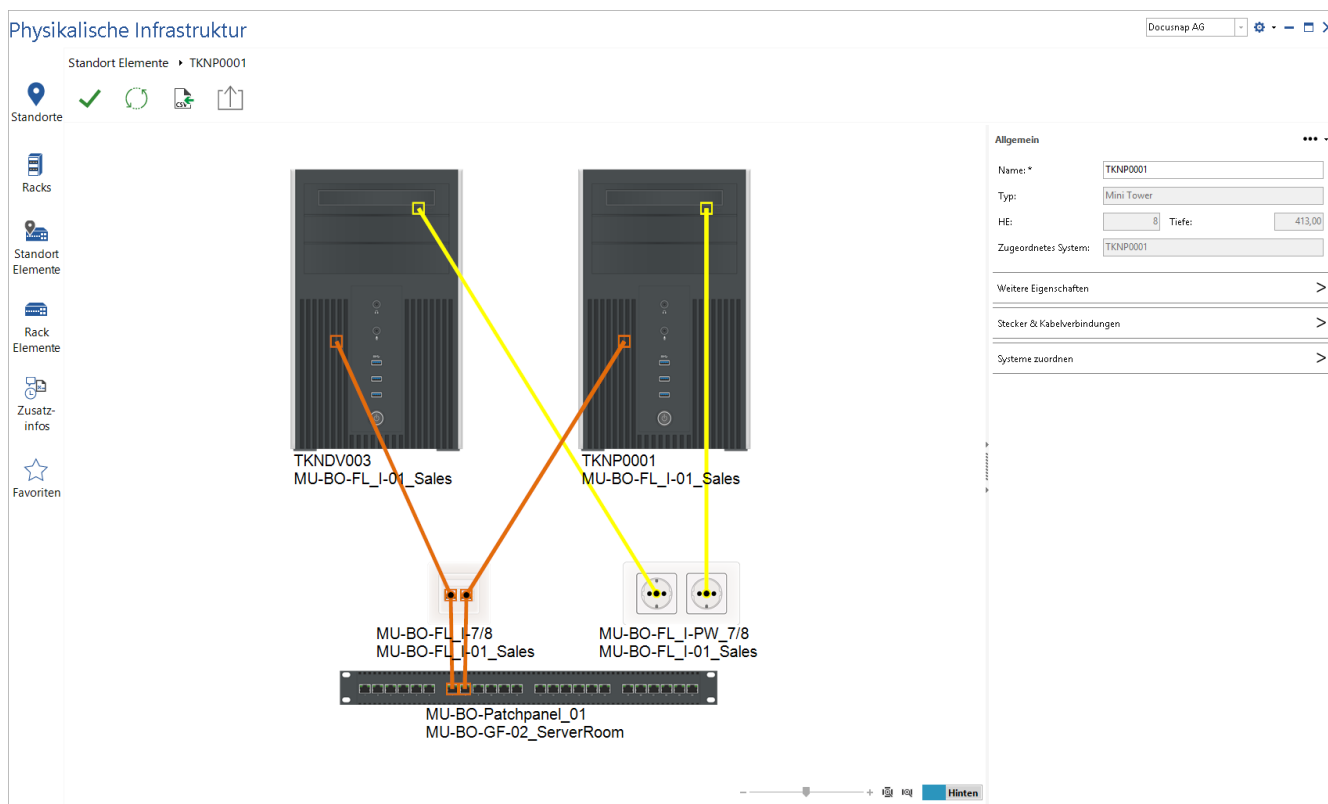 Physikalische Infrastruktur
Docusnap AG
Standort Elemente ▸ TKNP0001
Standorte
Racks
Standort
Elemente
Rack
Elemente
Zusatz-
infos
Favoriten
CSV
TKNDV003
MU-BO-FL_I-01_Sales
TKNP0001
MU-BO-FL_I-01_Sales
MU-BO-FL_I-7/8
MU-BO-FL_I-01_Sales
MU-BO-FL_I-PW_7/8
MU-BO-FL_I-01_Sales
MU-BO-Patchpanel_01
MU-BO-GF-02_ServerRoom
Hinten
Allgemein
Name: * TKNP0001
Typ: Mini Tower
HE: 8 Tiefe: 413,00
Zugeordnetes System: TKNP0001
Weitere Eigenschaften
Stecker & Kabelverbindungen
Systeme zuordnen